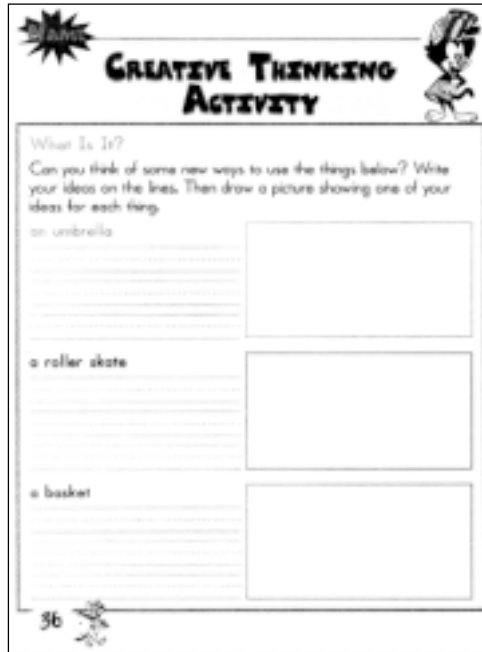 CREATIVE THINKING
ACTIVITY
What Is It?
Can you think of some new ways to use the things below? Write
your ideas on the lines. Then draw a picture showing one of your
ideas for each thing.
an umbrella
a roller skate
a basket
36